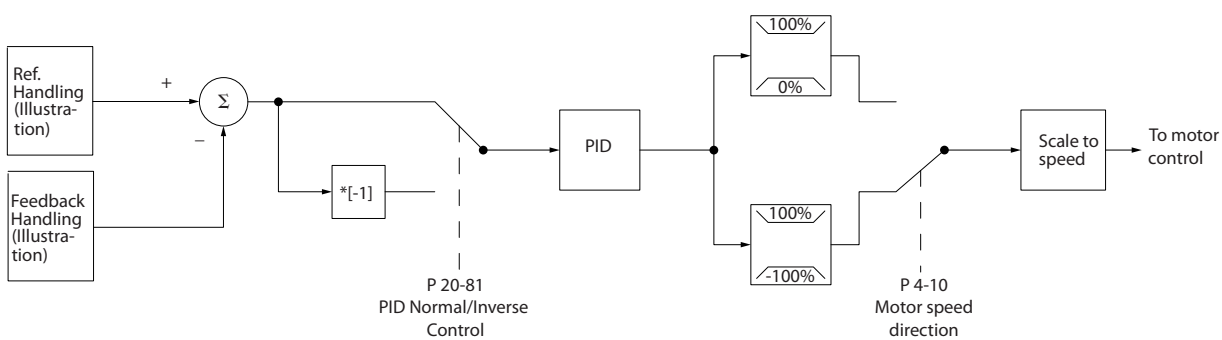 Ref.
Handling
(Illustra-
tion)
+
Σ
−
Feedback
Handling
(Illustra-
tion)
*[-1]
P 20-81
PID Normal/Inverse
Control
PID
100%
0%
100%
-100%
P 4-10
Motor speed
direction
Scale to
speed
To motor
control